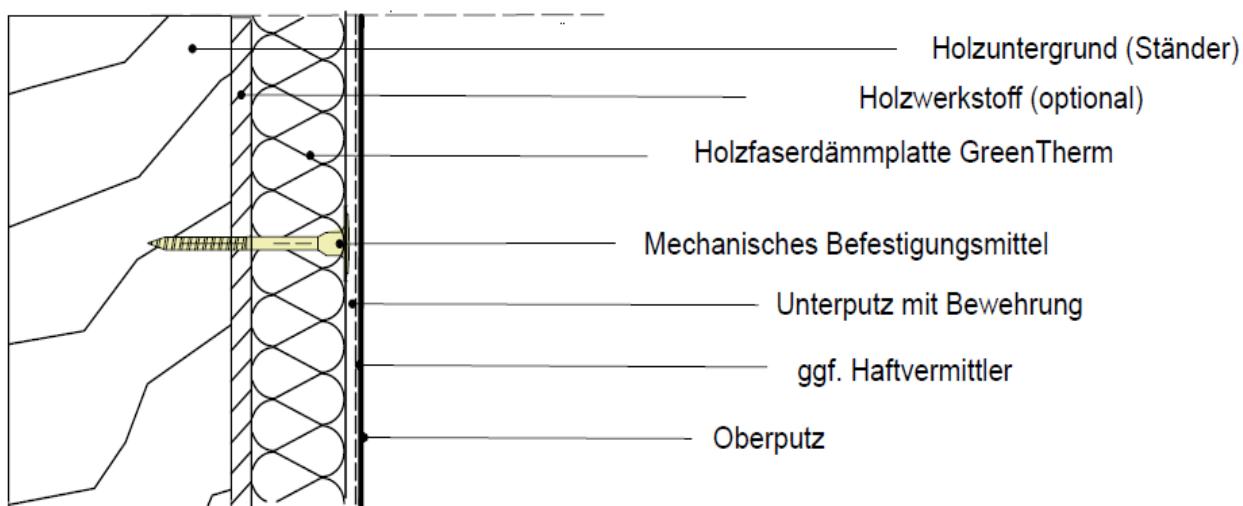 Holzuntergrund (Ständer)
Holzwerkstoff (optional)
Holzfaserdämmplatte GreenTherm
Mechanisches Befestigungsmittel
Unterputz mit Bewehrung
ggf. Haftvermittler
Oberputz